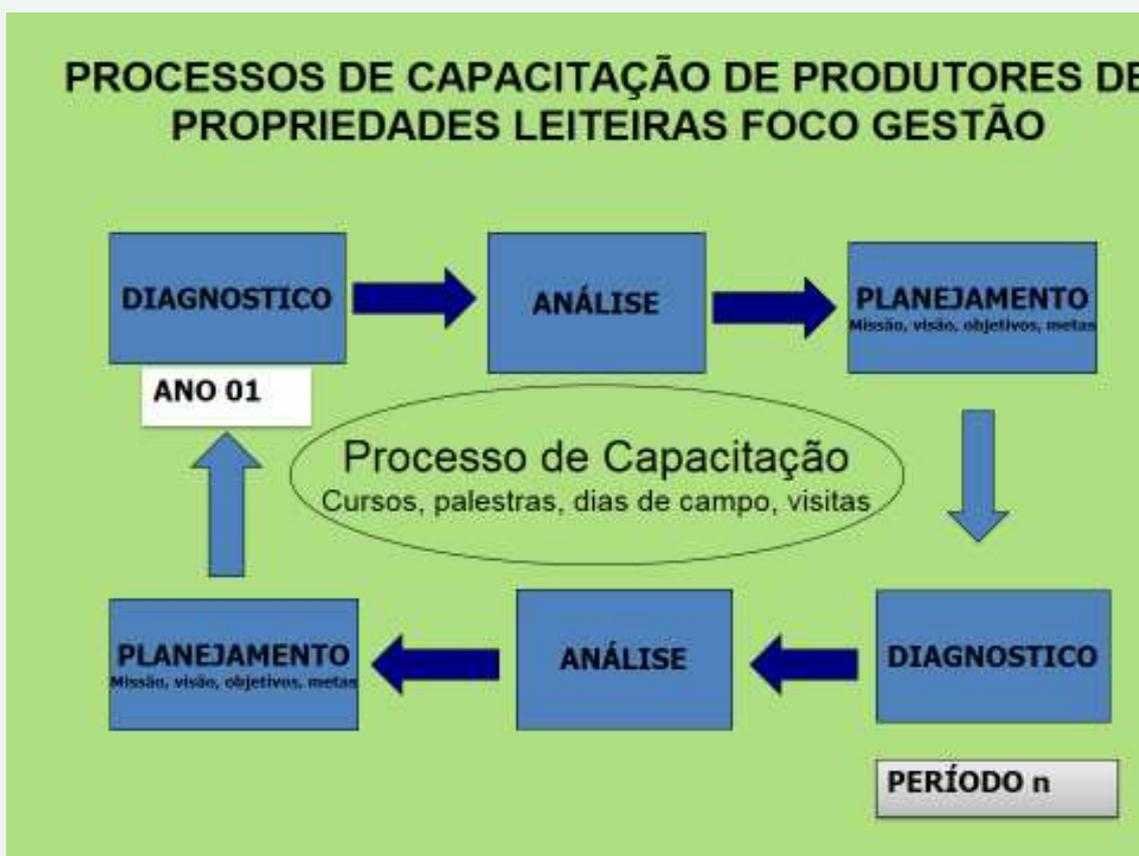 PROCESSOS DE CAPACITAÇÃO DE PRODUTORES DE
PROPRIEDADES LEITEIRAS FOCO GESTÃO
DIAGNOSTICO
ANÁLISE
PLANEJAMENTO
Missão, visão, objetivos, metas
ANO 01
Processo de Capacitação
Cursos, palestras, dias de campo, visitas
PLANEJAMENTO
Missão, visão, objetivos, metas
ANÁLISE
DIAGNOSTICO
PERÍODO n